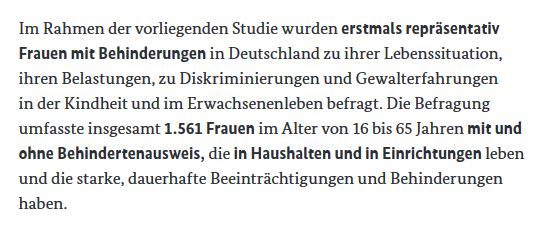 Im Rahmen der vorliegenden Studie wurden erstmals repräsentativ
Frauen mit Behinderungen in Deutschland zu ihrer Lebenssituation,
ihren Belastungen, zu Diskriminierungen und Gewalterfahrungen
in der Kindheit und im Erwachsenenleben befragt. Die Befragung
umfasste insgesamt 1.561 Frauen im Alter von 16 bis 65 Jahren mit und
ohne Behindertenausweis, die in Haushalten und in Einrichtungen leben
und die starke, dauerhafte Beeinträchtigungen und Behinderungen
haben.